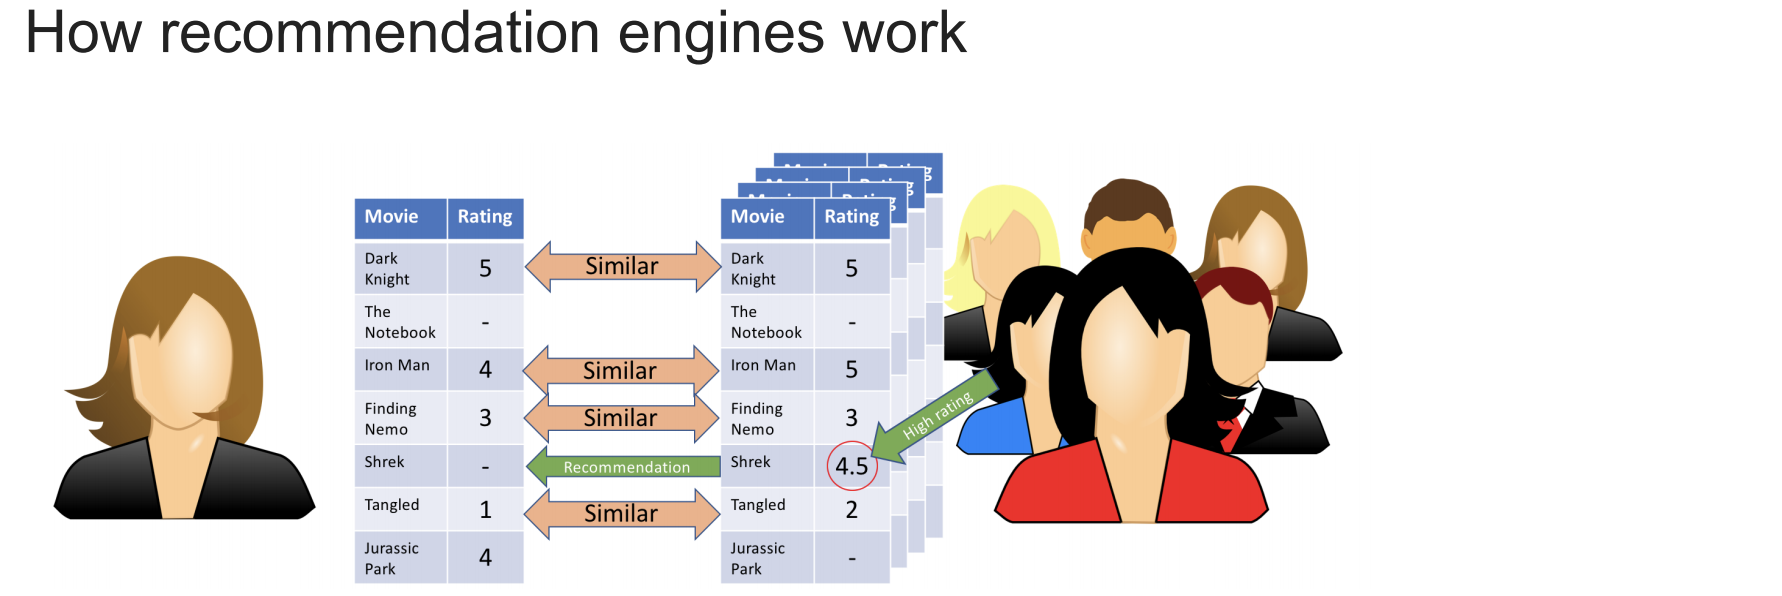 How recommendation engines work
Movie Rating
Dark Knight 5
The Notebook -
Iron Man 4
Finding Nemo 3
Shrek -
Tangled 1
Jurassic Park 4
Similar
Similar
Similar
Recommendation
Similar
Movie Rating
Dark Knight 5
The Notebook -
Iron Man 5
Finding Nemo 3
Shrek 4.5
Tangled 2
Jurassic Park -
High rating